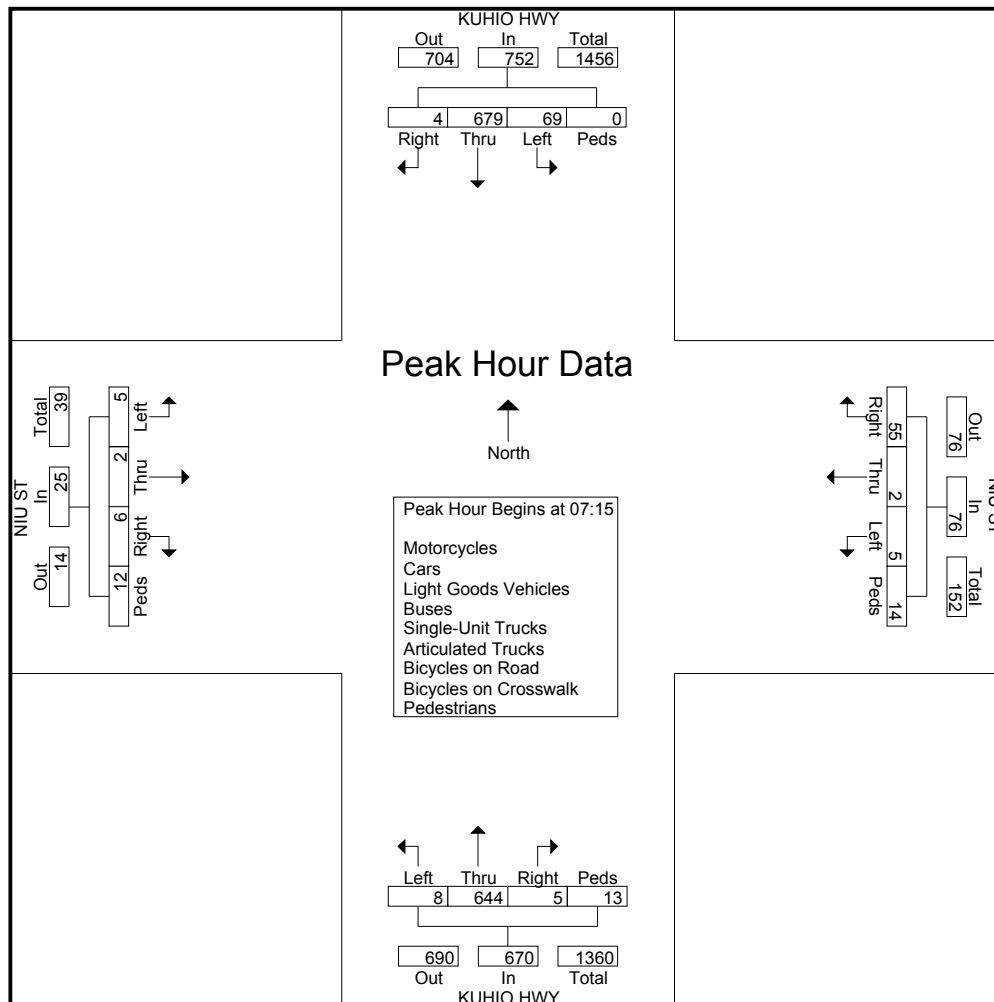 KUHIO HWY
Out In Total
704 752 1456
4 679 69 0
Right Thru Left Peds
Peak Hour Data
North
Peak Hour Begins at 07:15
Motorcycles
Cars
Light Goods Vehicles
Buses
Single-Unit Trucks
Articulated Trucks
Bicycles on Road
Bicycles on Crosswalk
Pedestrians
NIU ST
Out In Total
14 25 39
5 2 6 12
Left Thru Right Peds
Right Thru Left Peds
55 2 5 14
Out In Total
76 76 152
NIU ST
Left Thru Right Peds
8 644 5 13
690 670 1360
Out In Total
KUHIO HWY